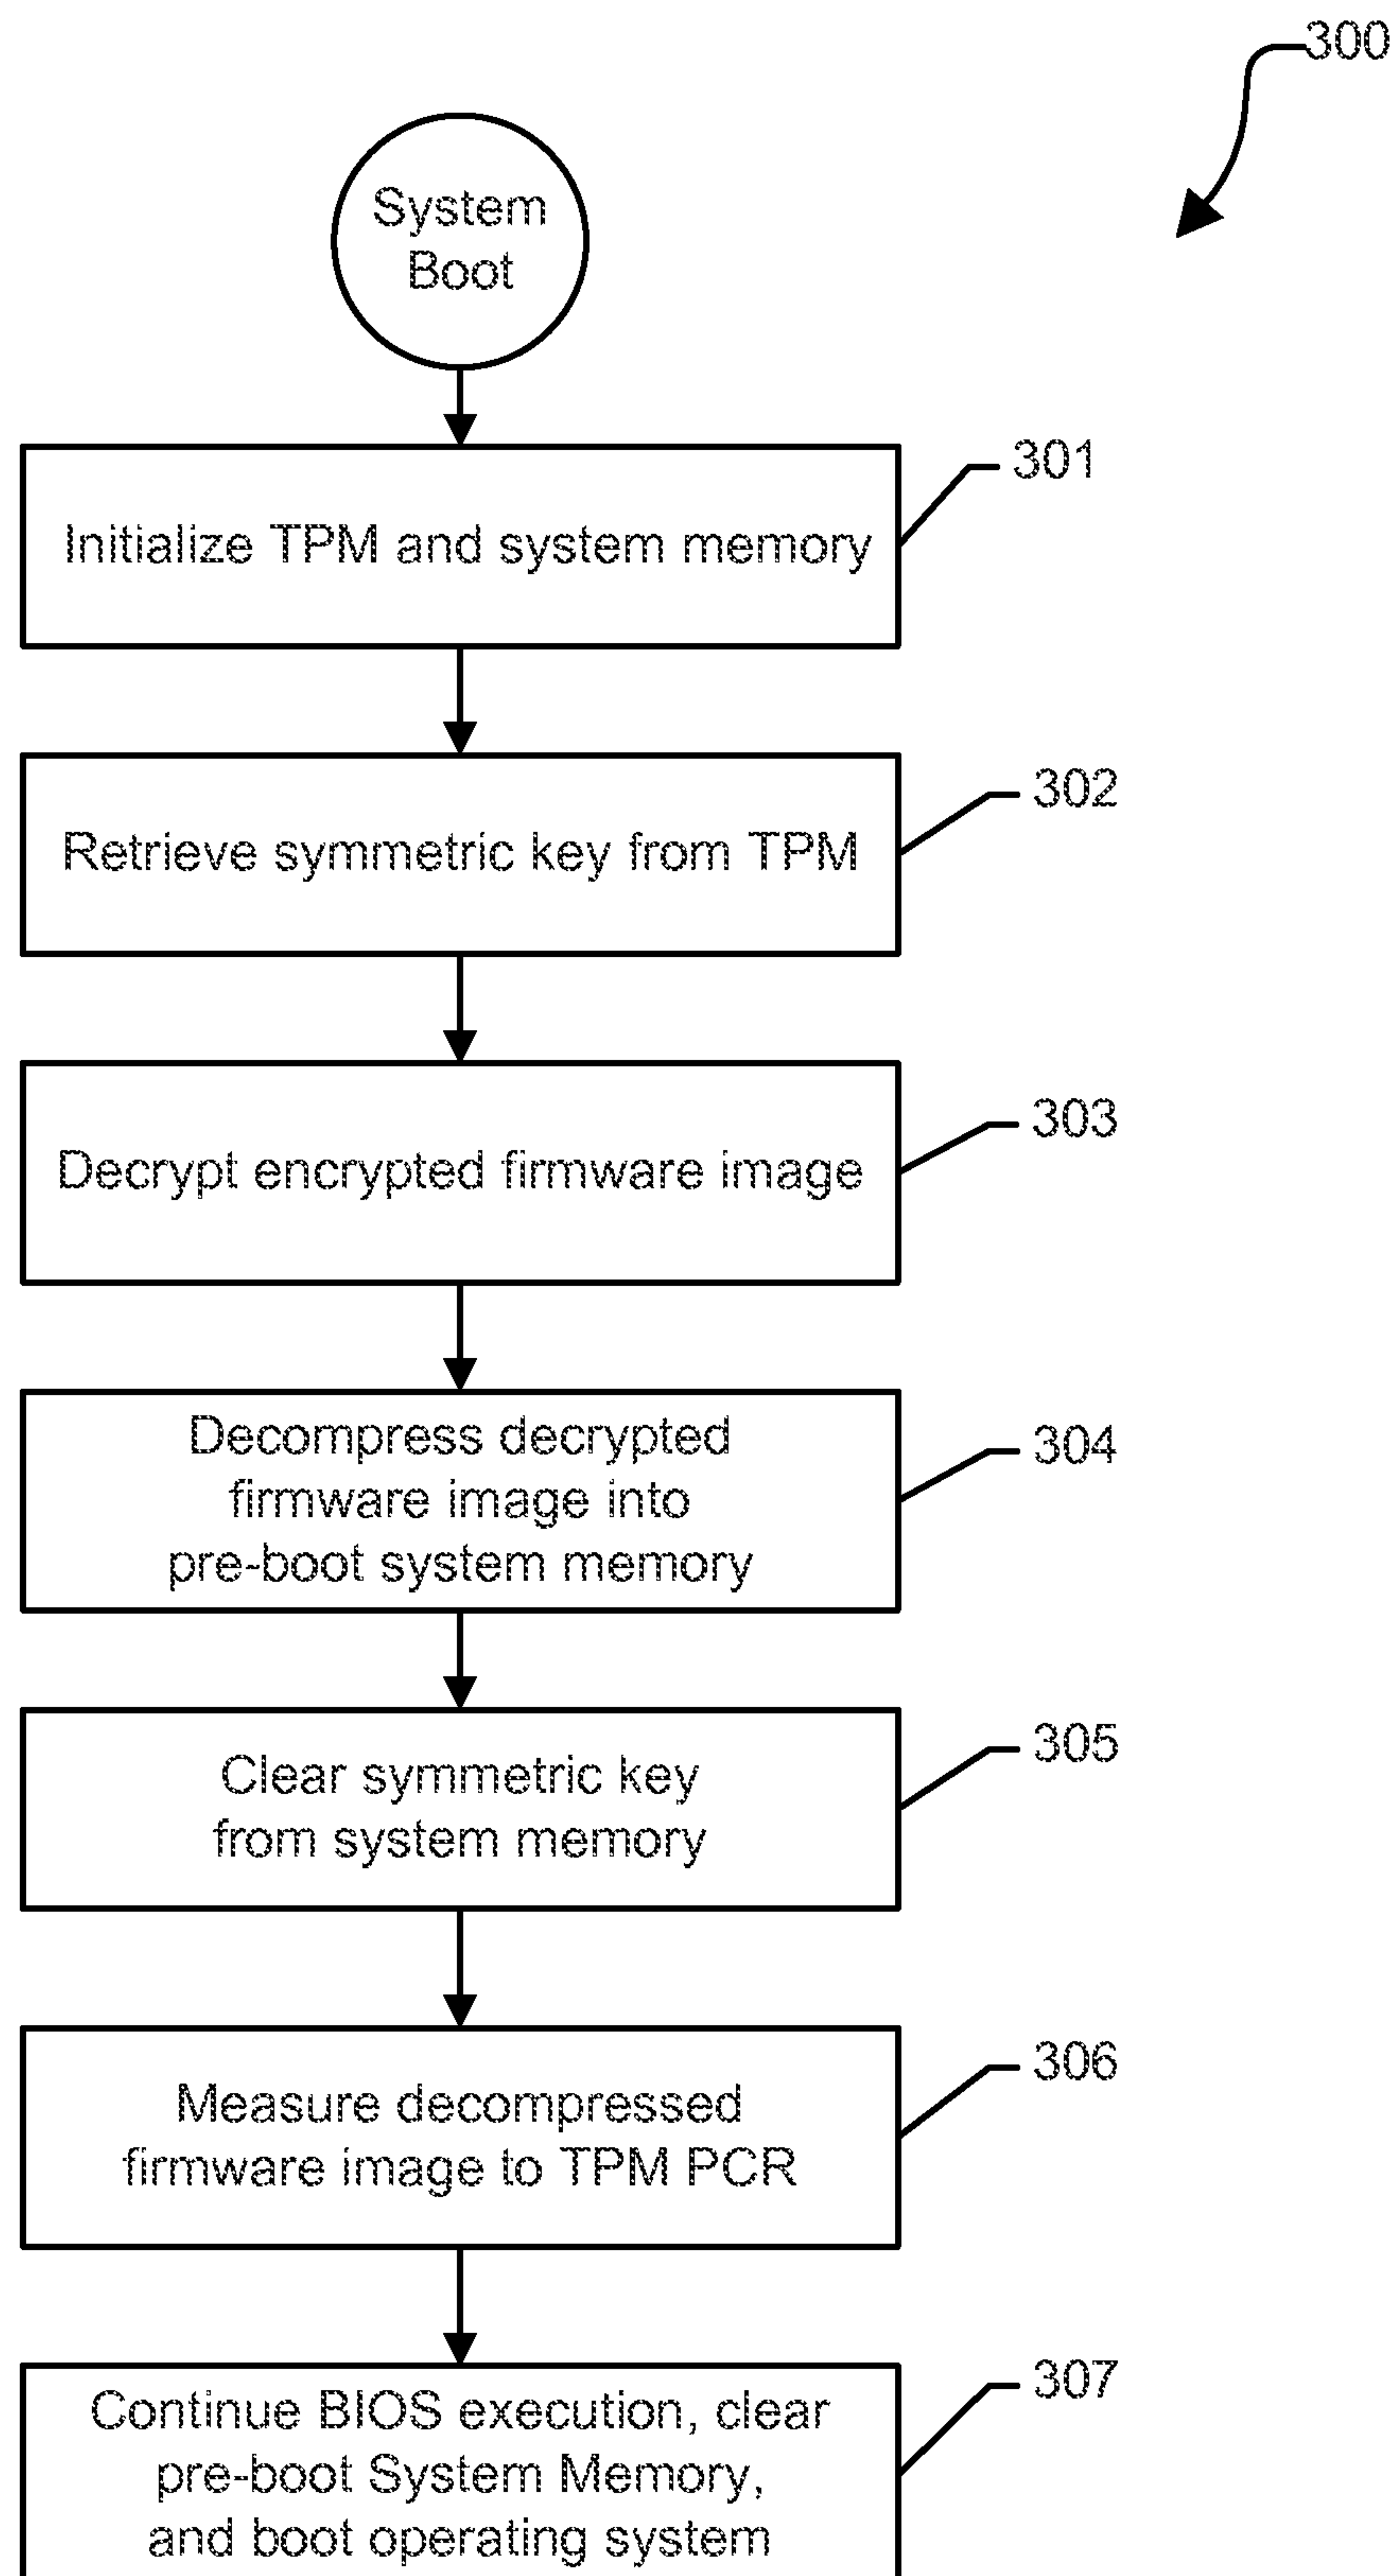 300
System
Boot
301
Initialize TPM and system memory
302
Retrieve symmetric key from TPM
303
Decrypt encrypted firmware image
304
Decompress decrypted
firmware image into
pre-boot system memory
305
Clear symmetric key
from system memory
306
Measure decompressed
firmware image to TPM PCR
307
Continue BIOS execution, clear
pre-boot System Memory,
and boot operating system